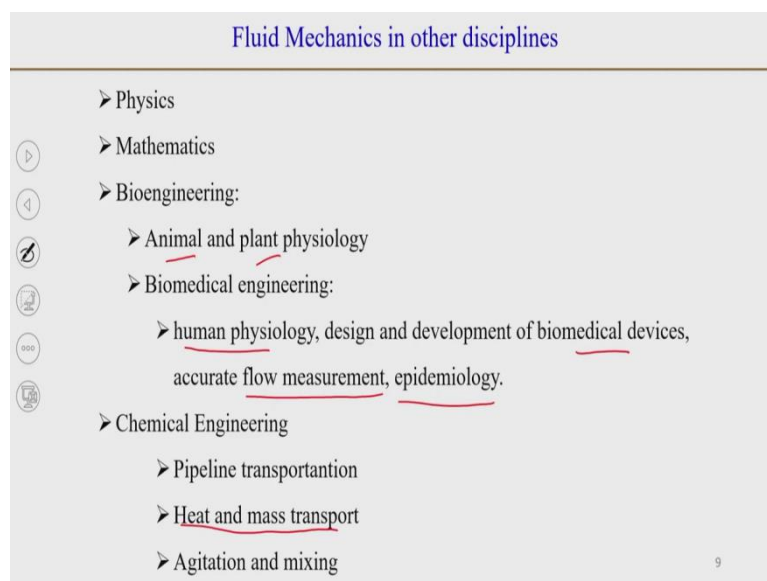 Fluid Mechanics in other disciplines
➢ Physics
➢ Mathematics
➢ Bioengineering:
➢ Animal and plant physiology
➢ Biomedical engineering:
➢ human physiology, design and development of biomedical devices,
accurate flow measurement, epidemiology.
➢ Chemical Engineering
➢ Pipeline transportantion
➢ Heat and mass transport
➢ Agitation and mixing
9